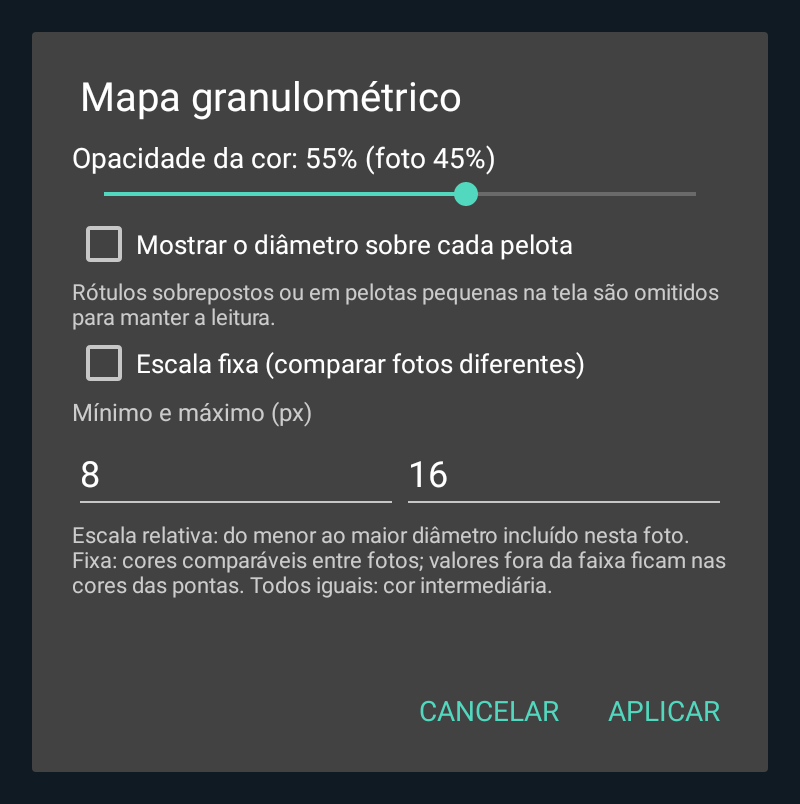 Mapa granulométrico
Opacidade da cor: 55% (foto 45%)
Mostrar o diâmetro sobre cada pelota
Rótulos sobrepostos ou em pelotas pequenas na tela são omitidos
para manter a leitura.
Escala fixa (comparar fotos diferentes)
Mínimo e máximo (px)
8 16
Escala relativa: do menor ao maior diâmetro incluído nesta foto.
Fixa: cores comparáveis entre fotos; valores fora da faixa ficam nas
cores das pontas. Todos iguais: cor intermediária.
CANCELAR APLICAR